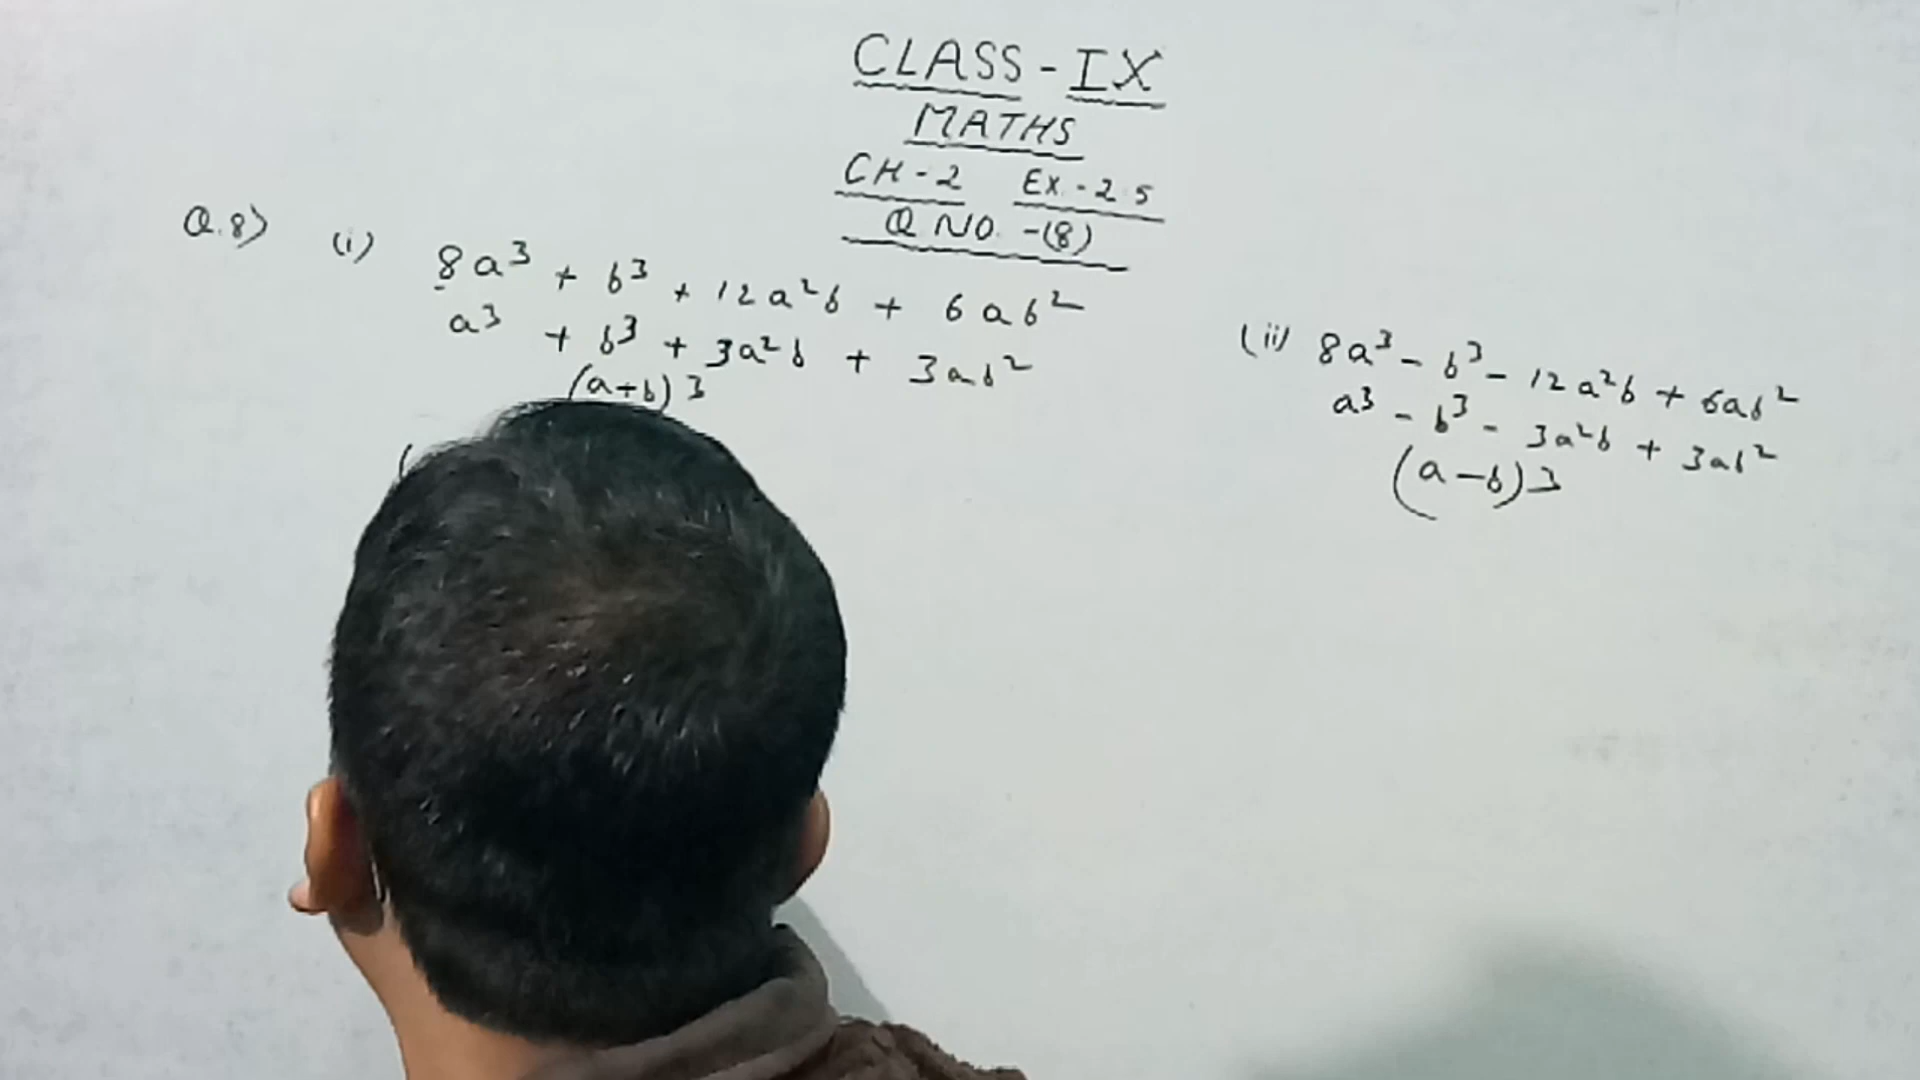 CLASS - IX
MATHS
CH - 2 EX. - 2.5
Q NO. - (8)
Q.8) (i) 8a³ + b³ + 12a²b + 6ab²
a³ + b³ + 3a²b + 3ab²
(a+b)3
(
(ii) 8a³ - b³ - 12a²b + 6ab²
a³ - b³ - 3a²b + 3ab²
(a-b)3